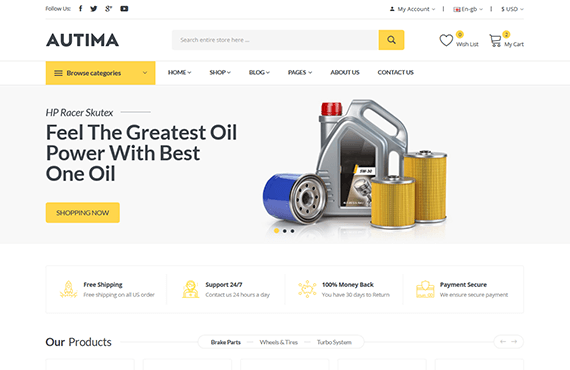 Follow Us:
My Account
En-gb
$ USD
AUTIMA
Search entire store here ...
0
Wish List
2
My Cart
Browse categories
HOME
SHOP
BLOG
PAGES
ABOUT US
CONTACT US
HP Racer Skutex
Feel The Greatest Oil
Power With Best
One Oil
SHOPPING NOW
5W-30
Free Shipping
Free shipping on all US order
Support 24/7
Contact us 24 hours a day
100% Money Back
You have 30 days to Return
Payment Secure
We ensure secure payment
Our Products
Brake Parts
Wheels & Tires
Turbo System